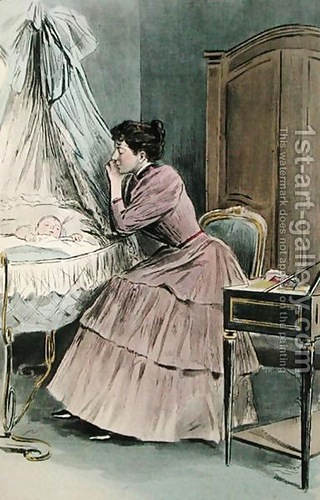 1st-art-gallery.com
This watermark does not appear on the painting